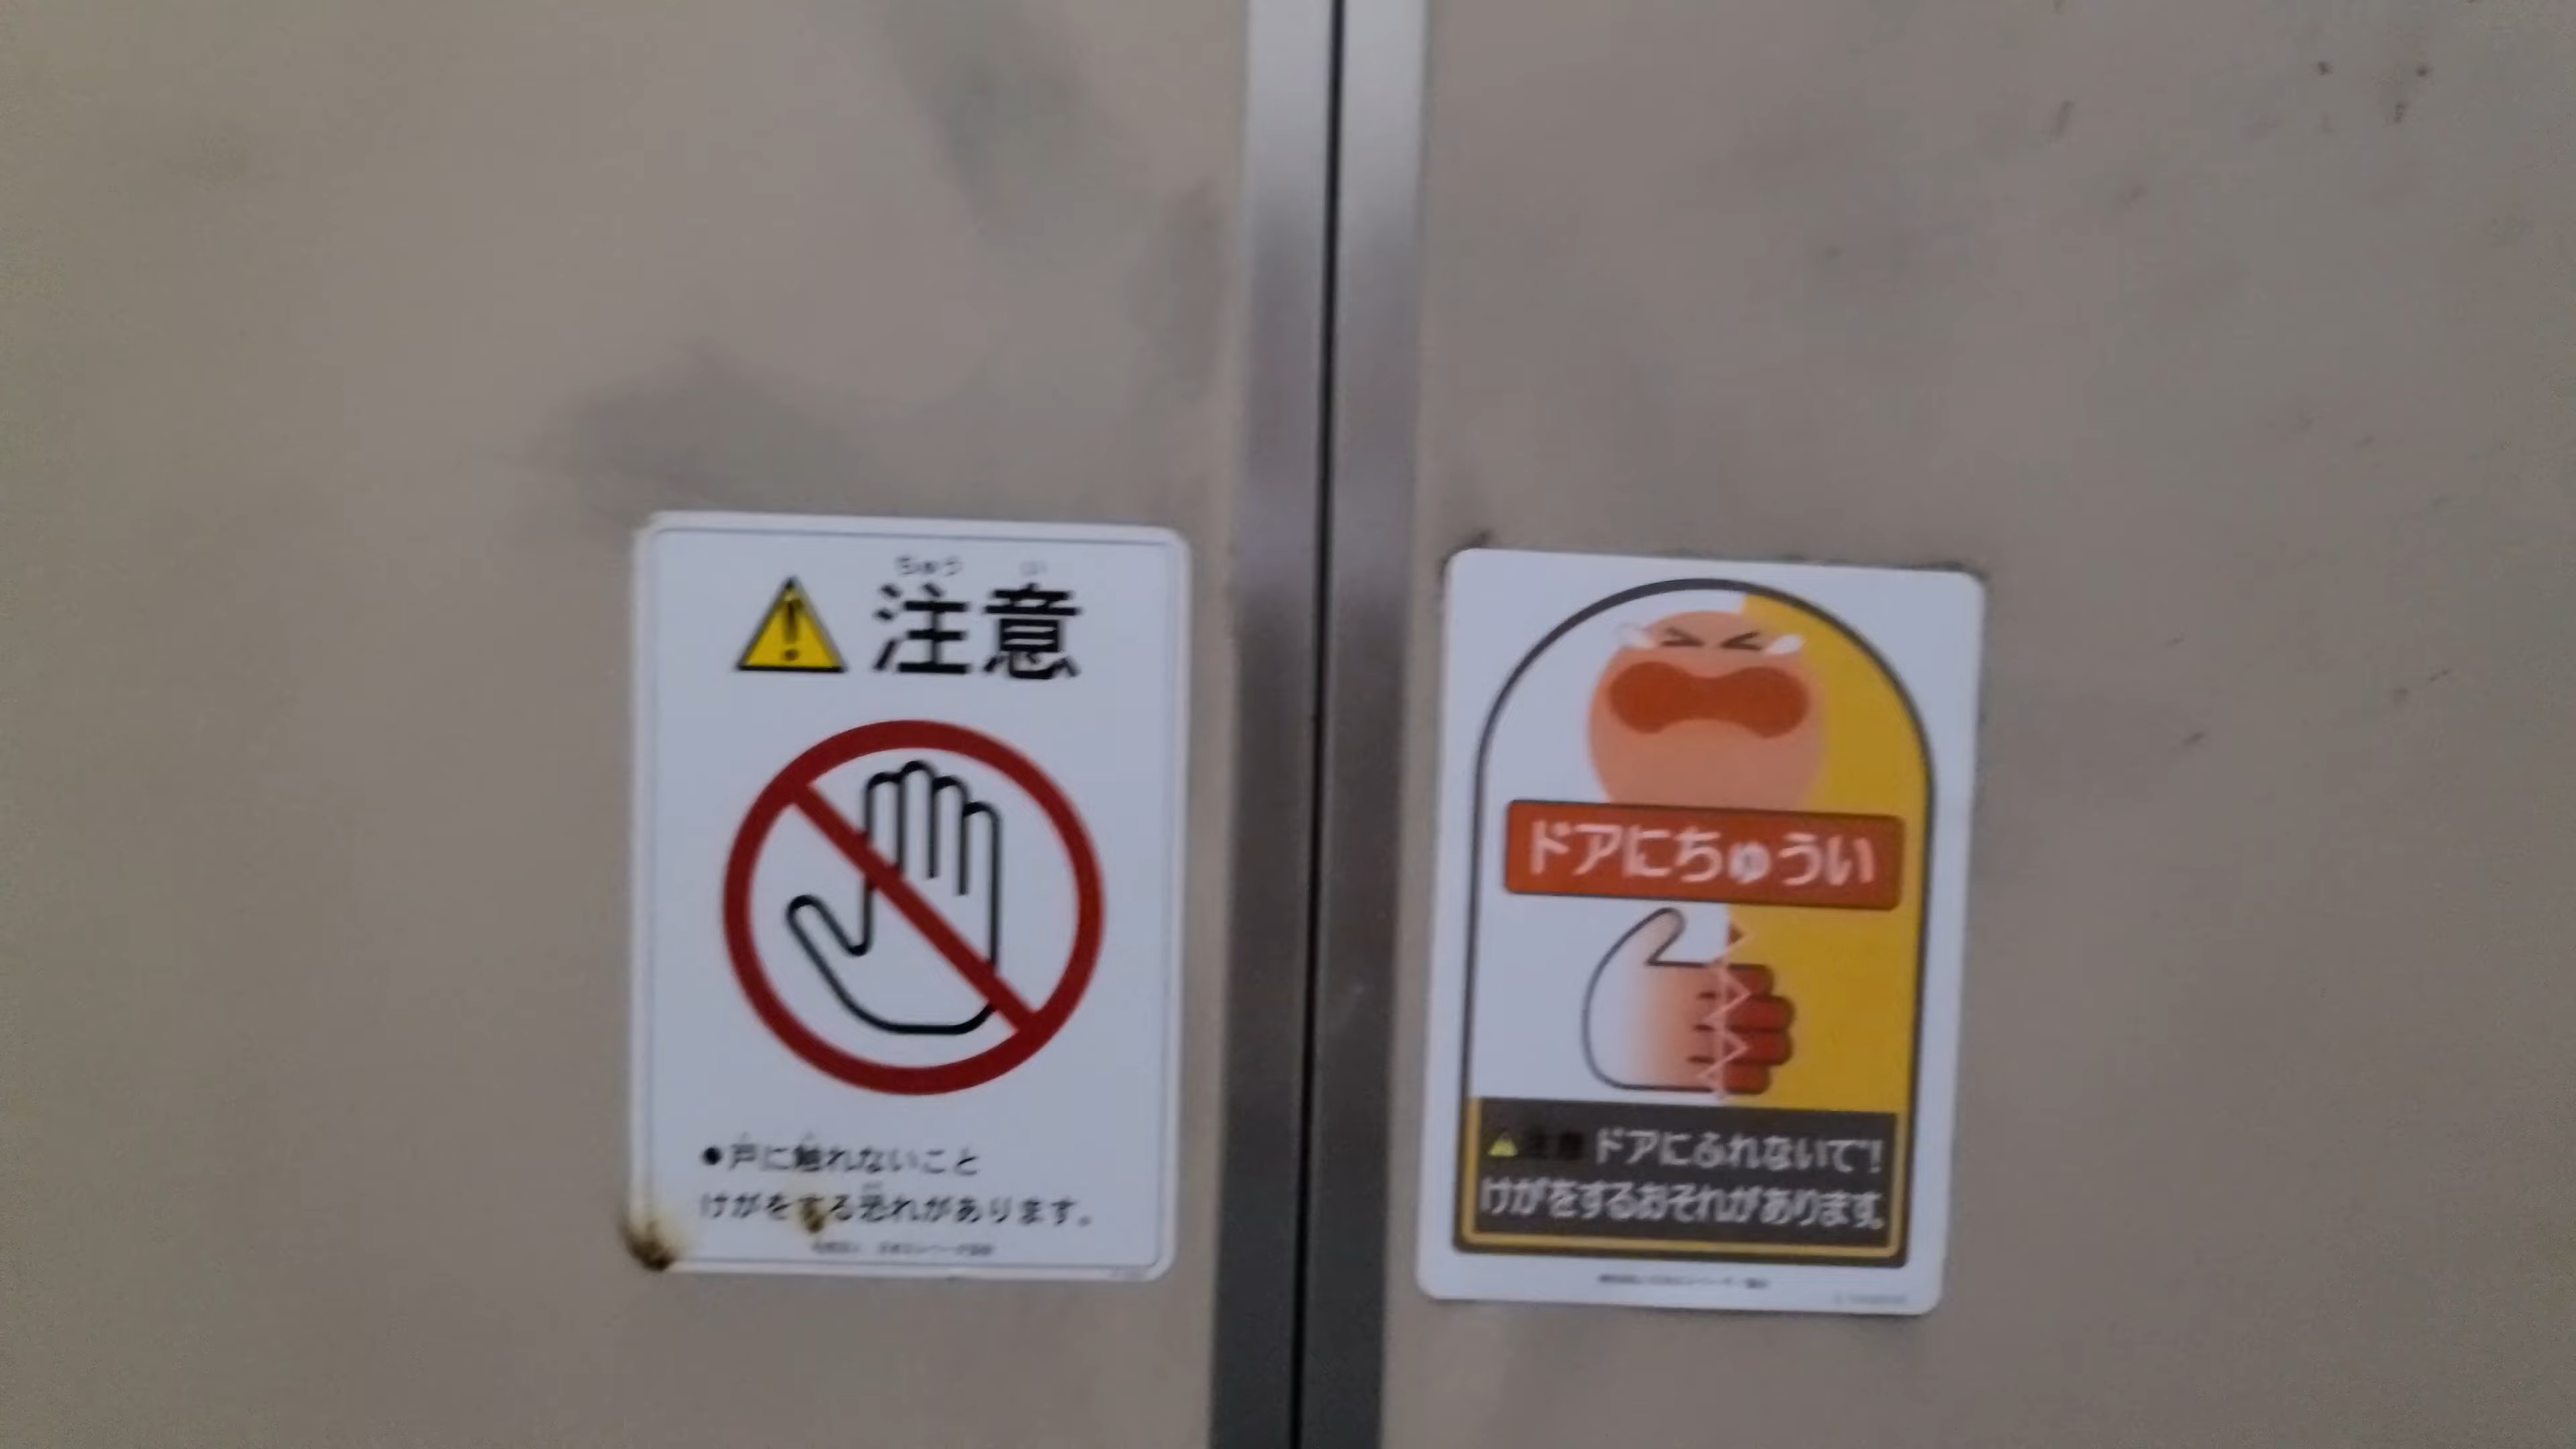 ちゅう い
注意
●戸に触れないこと
けがをする恐れがあります。
ドアにちゅうい
注意 ドアにふれないで!
けがをするおそれがあります。